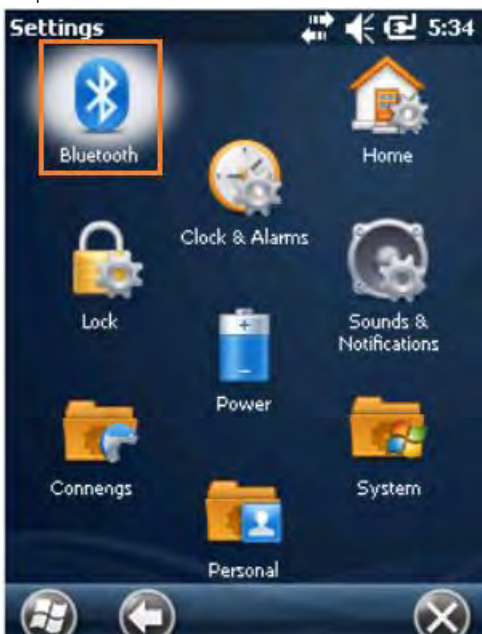 Settings 5:34
Bluetooth
Home
Clock & Alarms
Lock
Sounds &
Notifications
Power
Connengs
System
Personal